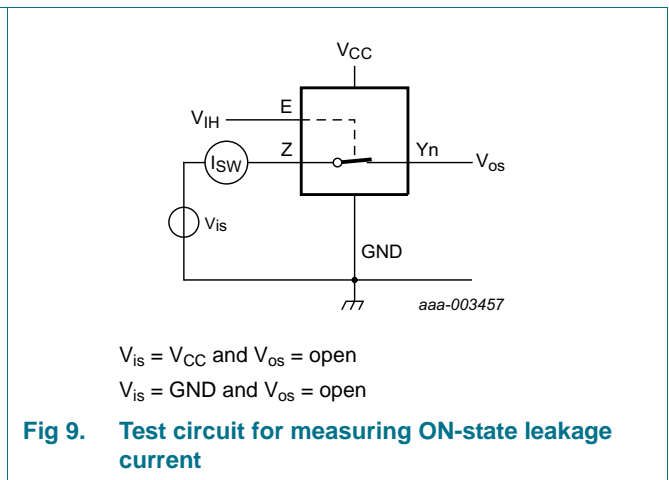 VCC
VIH
E
ISW
Z
Yn
Vos
Vis
GND
aaa-003457
Vis = VCC and Vos = open
Vis = GND and Vos = open
Fig 9. Test circuit for measuring ON-state leakage
current